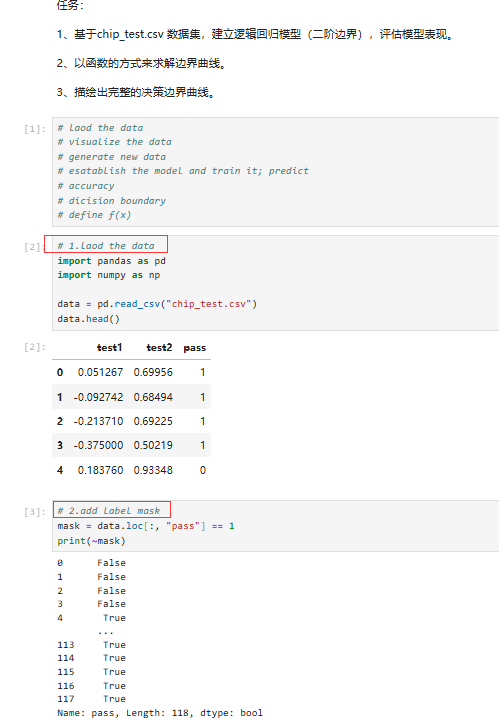 任务：
1、基于chip_test.csv 数据集，建立逻辑回归模型（二阶边界），评估模型表现。
2、以函数的方式来求解边界曲线。
3、描绘出完整的决策边界曲线。
[1]: # laod the data
# visualize the data
# generate new data
# esatablish the model and train it; predict
# accuracy
# dicision boundary
# define f(x)
[2]: # 1.laod the data
import pandas as pd
import numpy as np
data = pd.read_csv("chip_test.csv")
data.head()
[2]: test1 test2 pass
0 0.051267 0.69956 1
1 -0.092742 0.68494 1
2 -0.213710 0.69225 1
3 -0.375000 0.50219 1
4 0.183760 0.93348 0
[3]: # 2.add label mask
mask = data.loc[:, "pass"] == 1
print(~mask)
0 False
1 False
2 False
3 False
4 True
...
113 True
114 True
115 True
116 True
117 True
Name: pass, Length: 118, dtype: bool